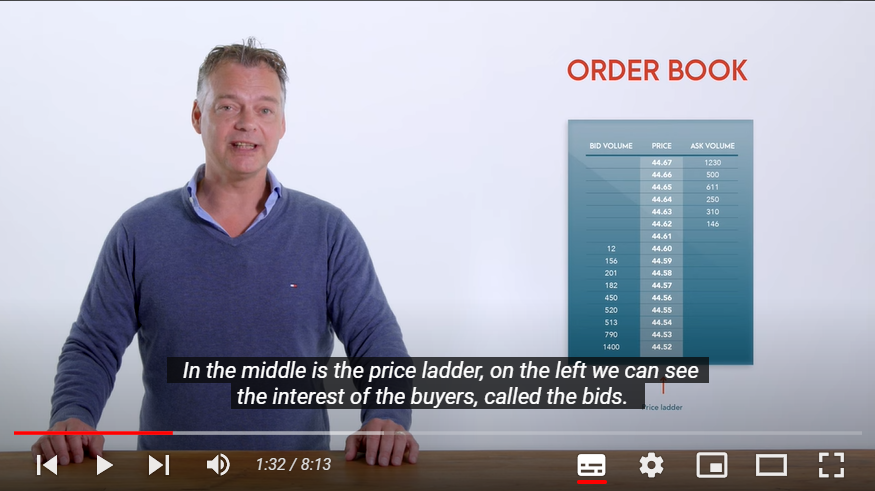 ORDER BOOK
BID VOLUME PRICE ASK VOLUME
44.67 1230
44.66 500
44.65 611
44.64 250
44.63 310
44.62 146
44.61
12 44.60
156 44.59
201 44.58
182 44.57
450 44.56
520 44.55
513 44.54
790 44.53
1400 44.52
In the middle is the price ladder, on the left we can see
the interest of the buyers, called the bids.
Price ladder
1:32 / 8:13